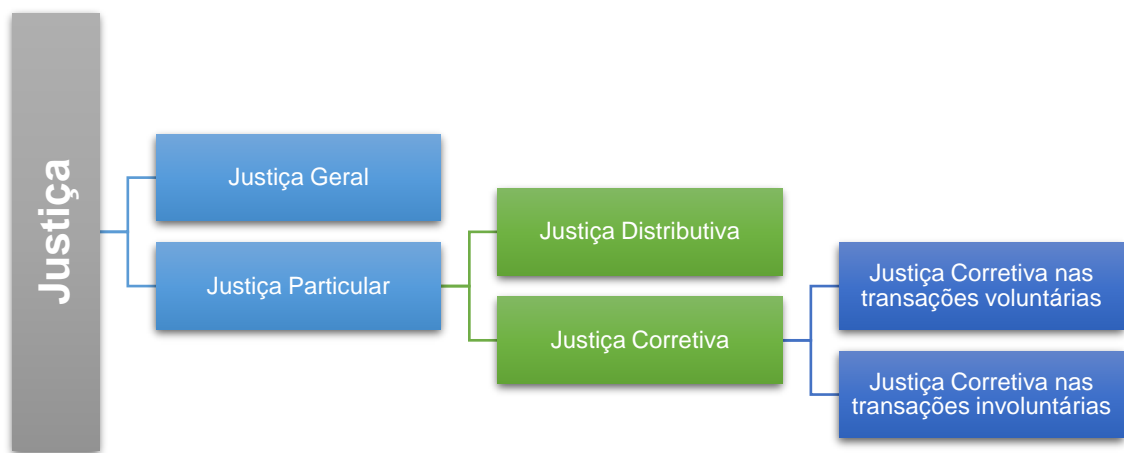 Justiça
Justiça Geral
Justiça Particular
Justiça Distributiva
Justiça Corretiva
Justiça Corretiva nas
transações voluntárias
Justiça Corretiva nas
transações involuntárias